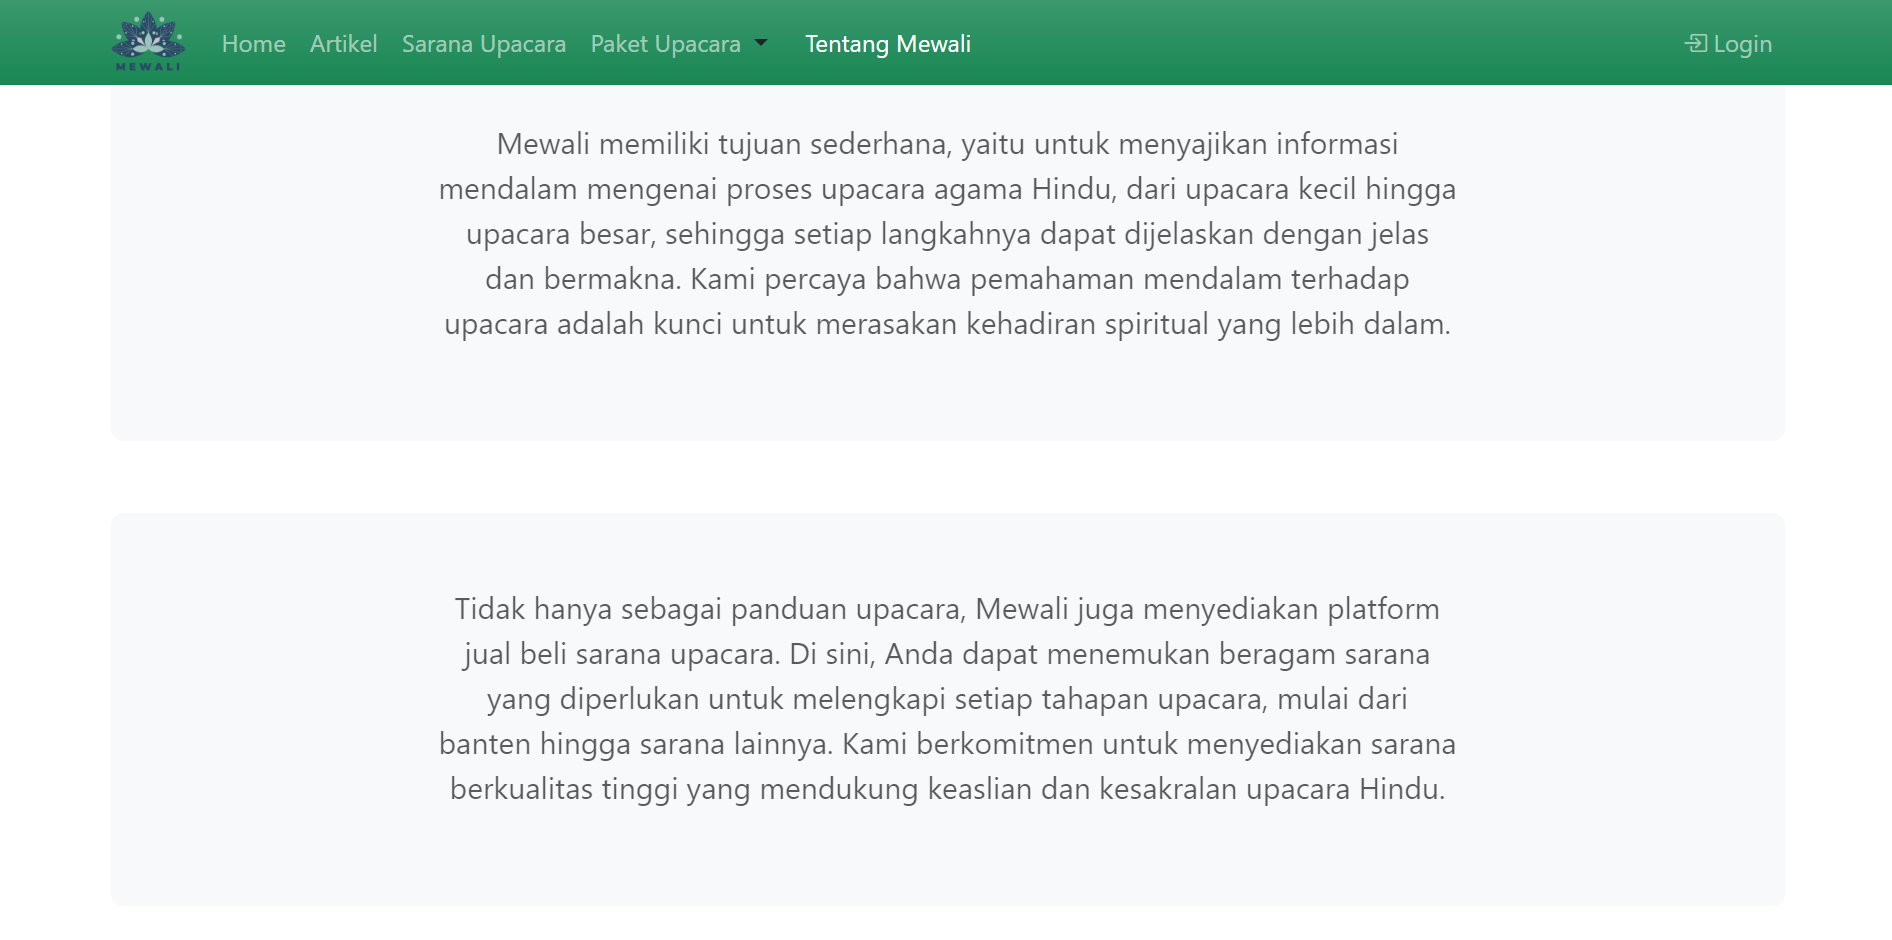 MEWALI
Home Artikel Sarana Upacara Paket Upacara Tentang Mewali Login
Mewali memiliki tujuan sederhana, yaitu untuk menyajikan informasi
mendalam mengenai proses upacara agama Hindu, dari upacara kecil hingga
upacara besar, sehingga setiap langkahnya dapat dijelaskan dengan jelas
dan bermakna. Kami percaya bahwa pemahaman mendalam terhadap
upacara adalah kunci untuk merasakan kehadiran spiritual yang lebih dalam.
Tidak hanya sebagai panduan upacara, Mewali juga menyediakan platform
jual beli sarana upacara. Di sini, Anda dapat menemukan beragam sarana
yang diperlukan untuk melengkapi setiap tahapan upacara, mulai dari
banten hingga sarana lainnya. Kami berkomitmen untuk menyediakan sarana
berkualitas tinggi yang mendukung keaslian dan kesakralan upacara Hindu.